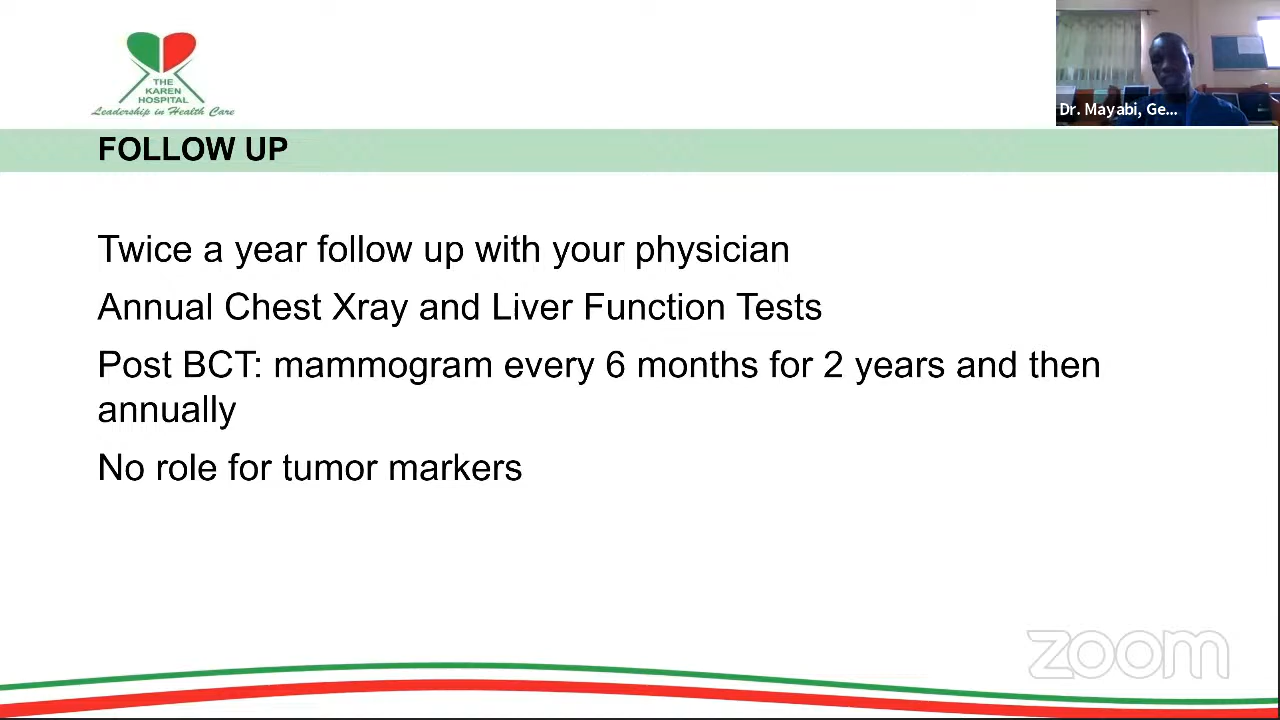 THE
KAREN
HOSPITAL
Leadership in Health Care
Dr. Mayabi, Ge...
FOLLOW UP
Twice a year follow up with your physician
Annual Chest Xray and Liver Function Tests
Post BCT: mammogram every 6 months for 2 years and then
annually
No role for tumor markers
zoom